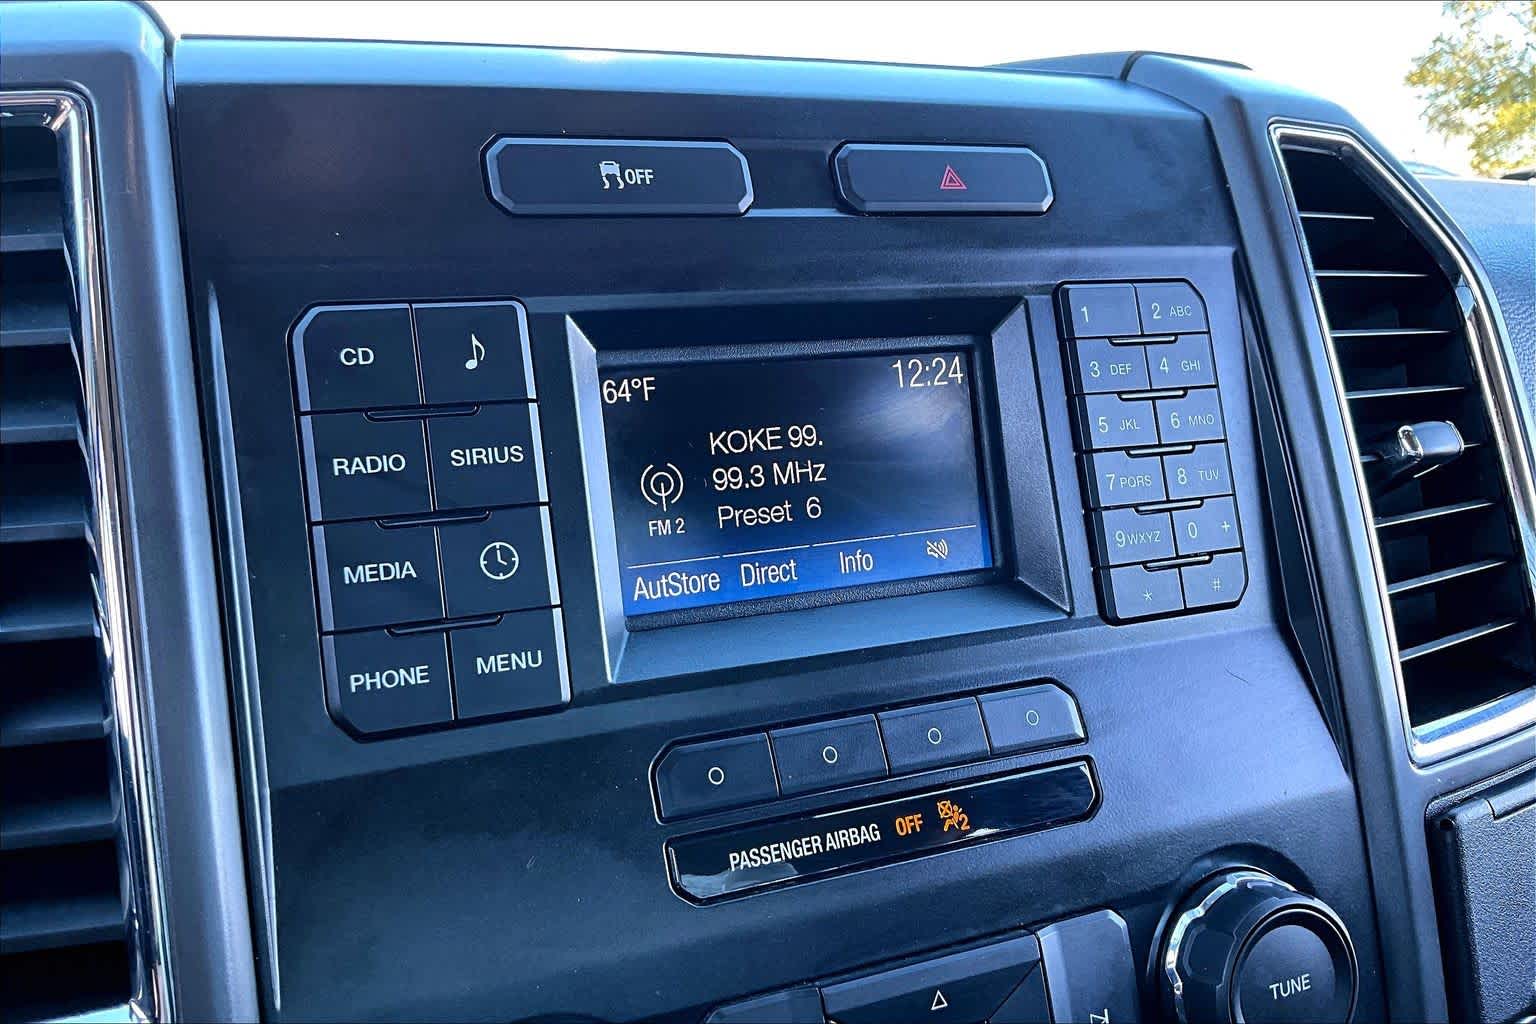 OFF
CD
RADIO
SIRIUS
MEDIA
PHONE
MENU
64°F
12:24
KOKE 99.
99.3 MHz
Preset 6
FM 2
AutStore Direct Info
1 2 ABC
3 DEF 4 GHI
5 JKL 6 MNO
7 PQRS 8 TUV
9 WXYZ 0 +
* #
PASSENGER AIRBAG OFF 2
TUNE